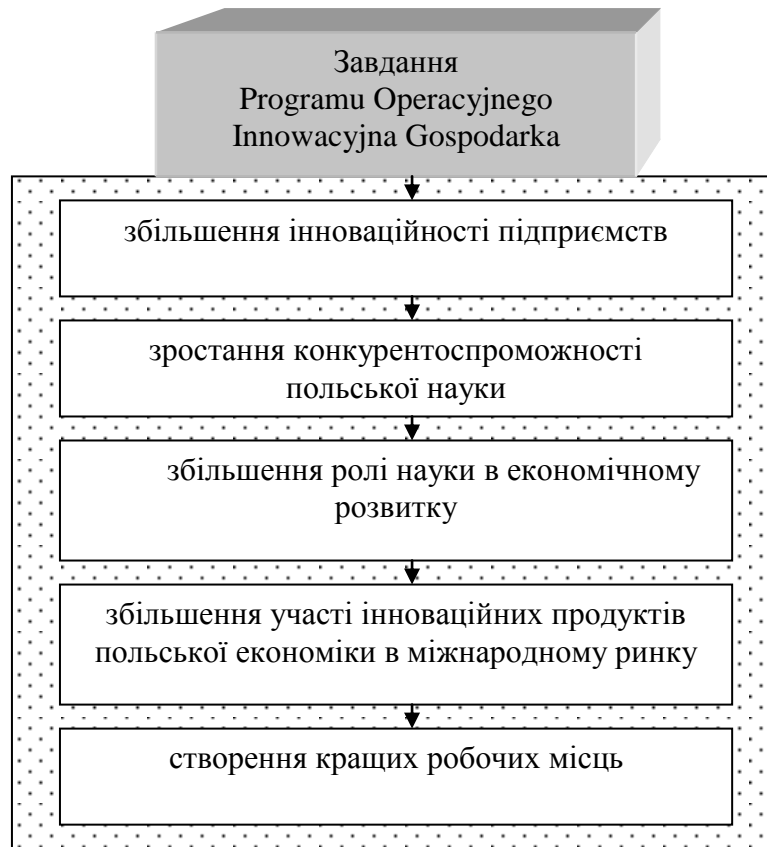 Завдання
Programu Operacyjnego
Innowacyjna Gospodarka
збільшення інноваційності підприємств
зростання конкурентоспроможності
польської науки
збільшення ролі науки в економічному
розвитку
збільшення участі інноваційних продуктів
польської економіки в міжнародному ринку
створення кращих робочих місць